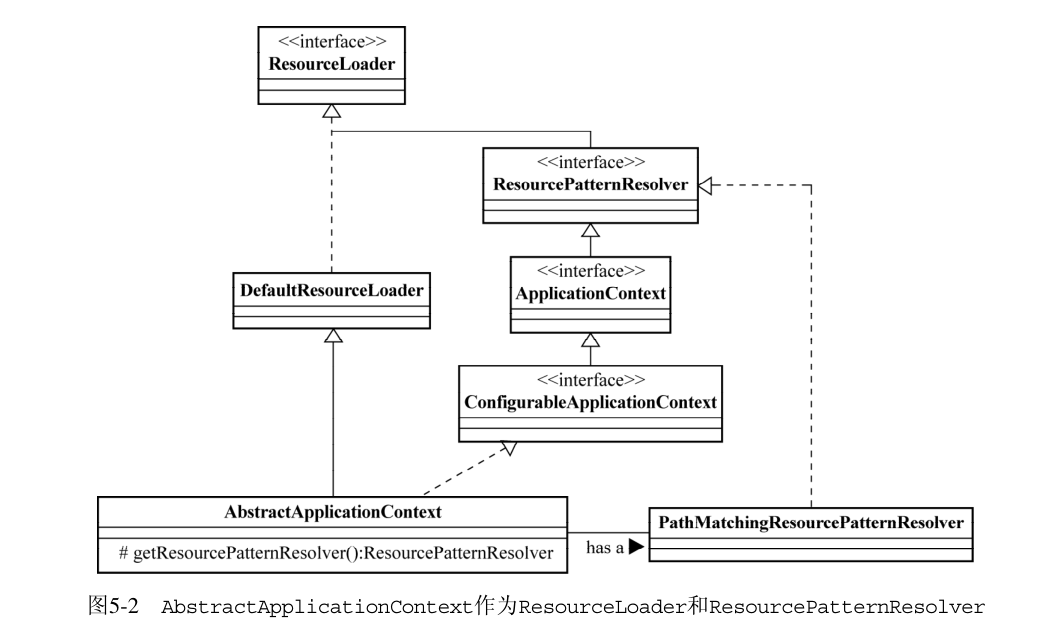 <<interface>>
ResourceLoader
<<interface>>
ResourcePatternResolver
DefaultResourceLoader
<<interface>>
ApplicationContext
<<interface>>
ConfigurableApplicationContext
AbstractApplicationContext
# getResourcePatternResolver():ResourcePatternResolver
has a
PathMatchingResourcePatternResolver
图5-2 AbstractApplicationContext作为ResourceLoader和ResourcePatternResolver